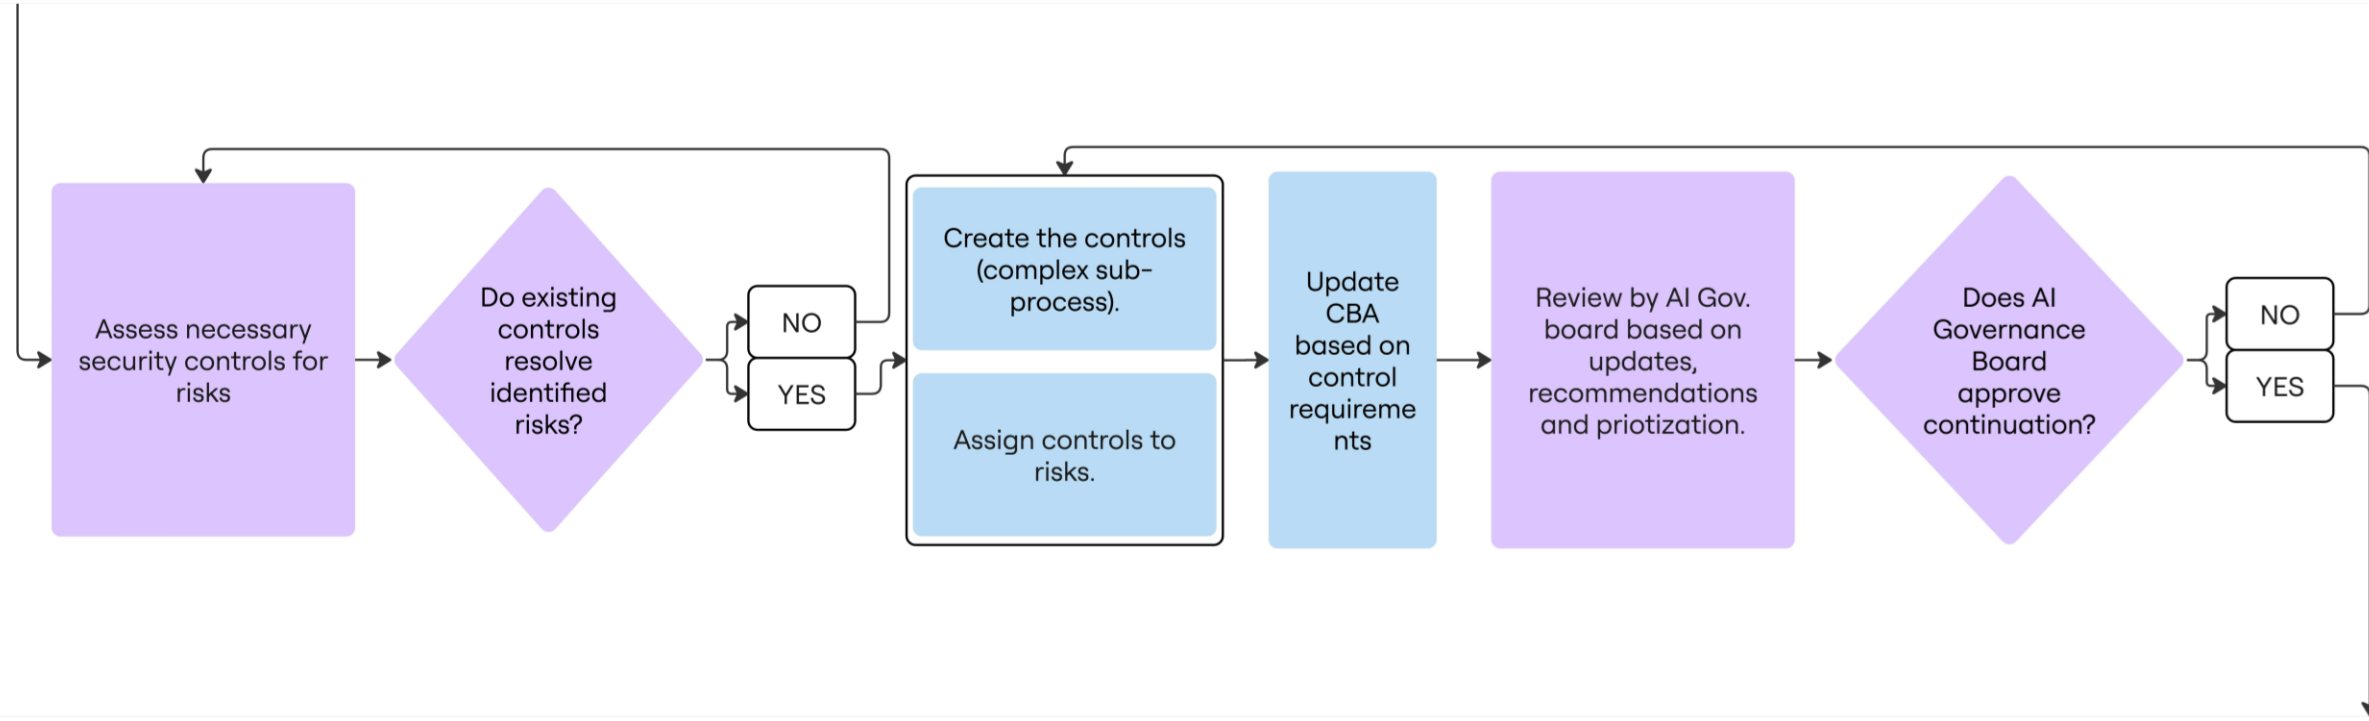 Assess necessary
security controls for
risks
Do existing
controls
resolve
identified
risks?
NO
YES
Create the controls
(complex sub-
process).
Assign controls to
risks.
Update
CBA
based on
control
requireme
nts
Review by AI Gov.
board based on
updates,
recommendations
and priotization.
Does AI
Governance
Board
approve
continuation?
NO
YES